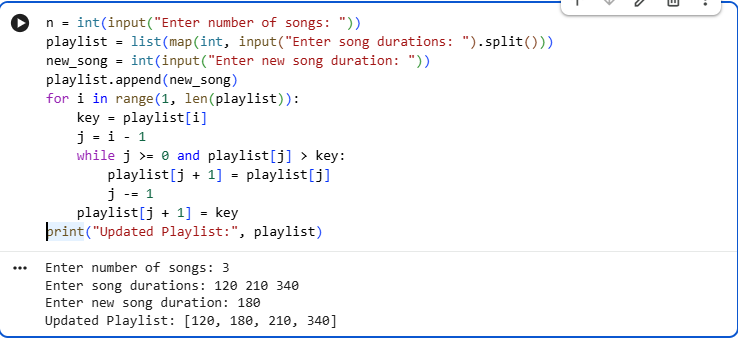 n = int(input("Enter number of songs: "))
playlist = list(map(int, input("Enter song durations: ").split()))
new_song = int(input("Enter new song duration: "))
playlist.append(new_song)
for i in range(1, len(playlist)):
    key = playlist[i]
    j = i - 1
    while j >= 0 and playlist[j] > key:
        playlist[j + 1] = playlist[j]
        j -= 1
    playlist[j + 1] = key
print("Updated Playlist:", playlist)
Enter number of songs: 3
Enter song durations: 120 210 340
Enter new song duration: 180
Updated Playlist: [120, 180, 210, 340]